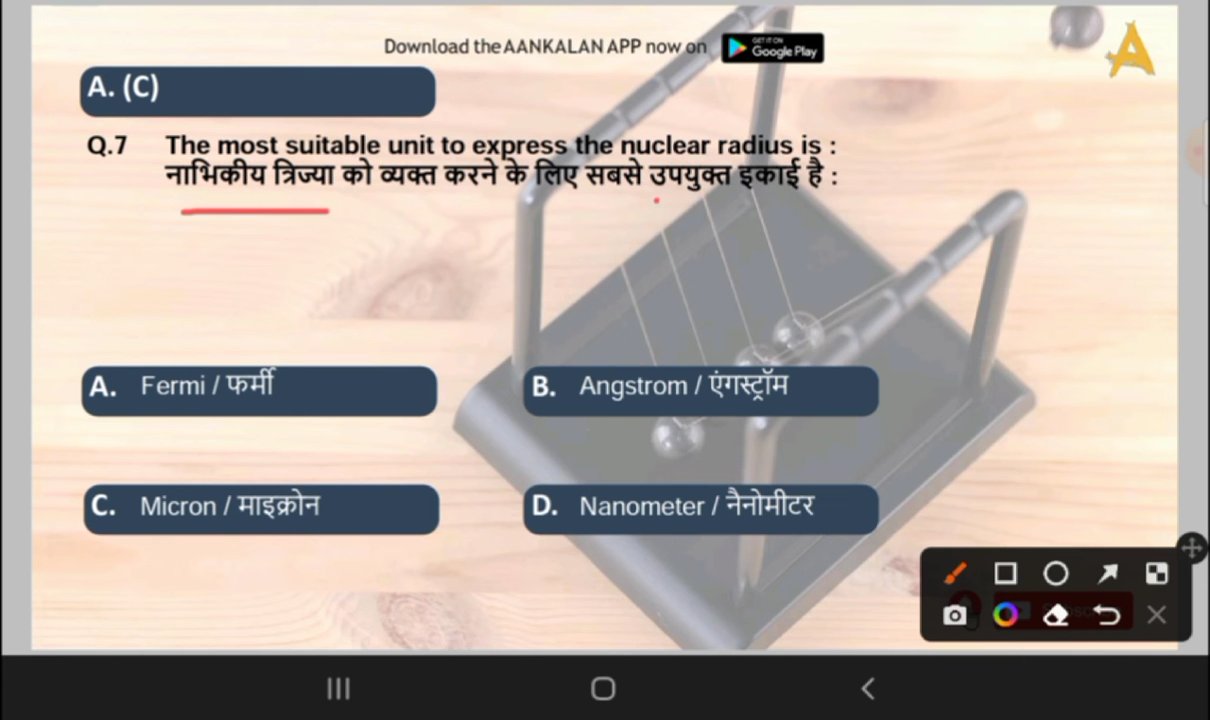 Download the AANKALAN APP now on GET IT ON Google Play
A
A. (C)
Q.7 The most suitable unit to express the nuclear radius is :
नाभिकीय त्रिज्या को व्यक्त करने के लिए सबसे उपयुक्त इकाई है :
A. Fermi / फर्मी
B. Angstrom / एंगस्ट्रॉम
C. Micron / माइक्रोन
D. Nanometer / नैनोमीटर